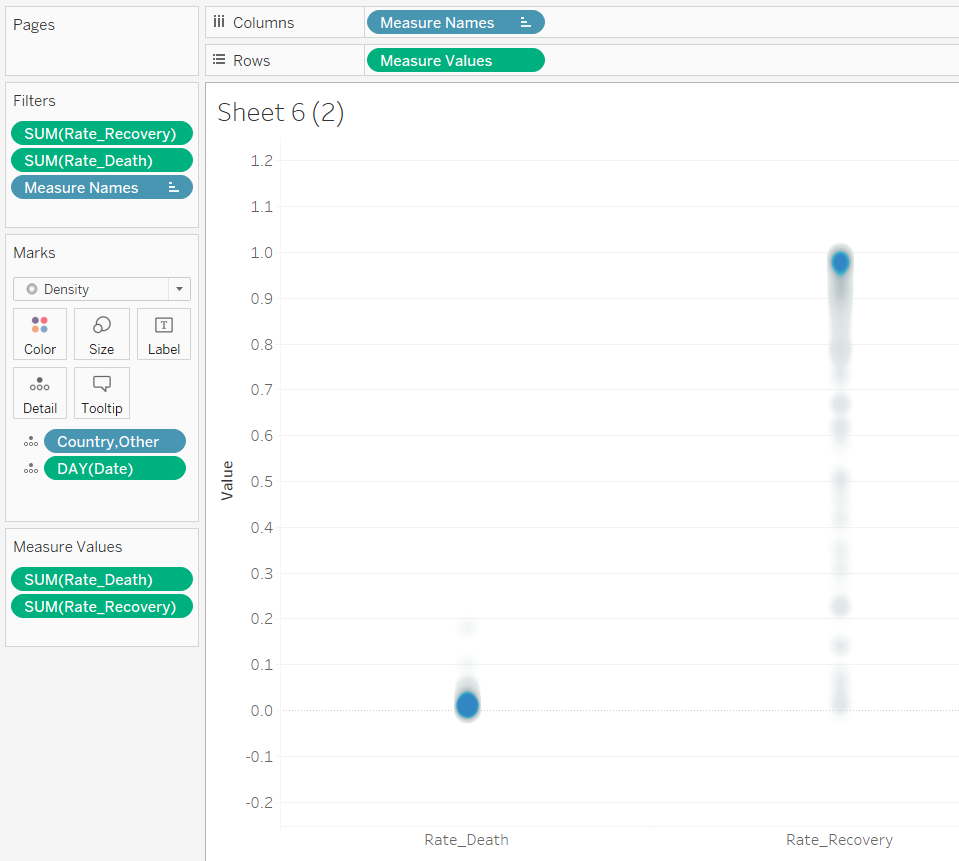 Pages
Columns
Measure Names
Rows
Measure Values
Filters
SUM(Rate_Recovery)
SUM(Rate_Death)
Measure Names
Marks
Density
Color
Size
Label
Detail
Tooltip
Country,Other
DAY(Date)
Measure Values
SUM(Rate_Death)
SUM(Rate_Recovery)
Sheet 6 (2)
1.2
1.1
1.0
0.9
0.8
0.7
0.6
0.5
0.4
0.3
0.2
0.1
0.0
-0.1
-0.2
Value
Rate_Death
Rate_Recovery